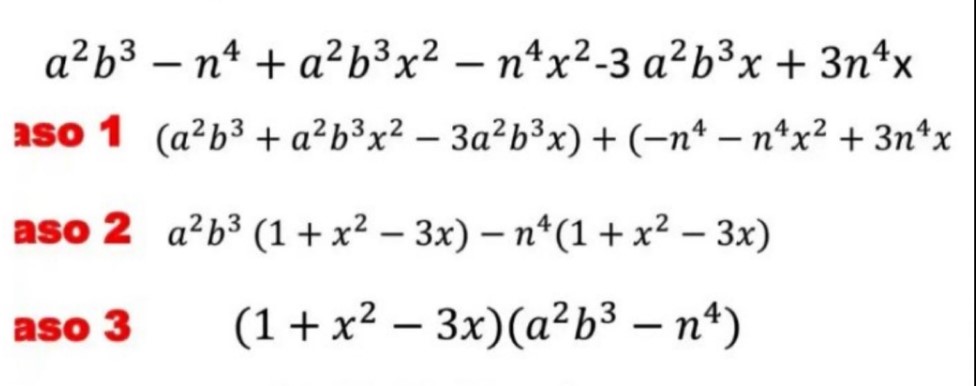 a²b³ − n⁴ + a²b³x² − n⁴x²-3 a²b³x + 3n⁴x
aso 1 (a²b³ + a²b³x² − 3a²b³x) + (−n⁴ − n⁴x² + 3n⁴x
aso 2 a²b³ (1 + x² − 3x) − n⁴(1 + x² − 3x)
aso 3 (1 + x² − 3x)(a²b³ − n⁴)